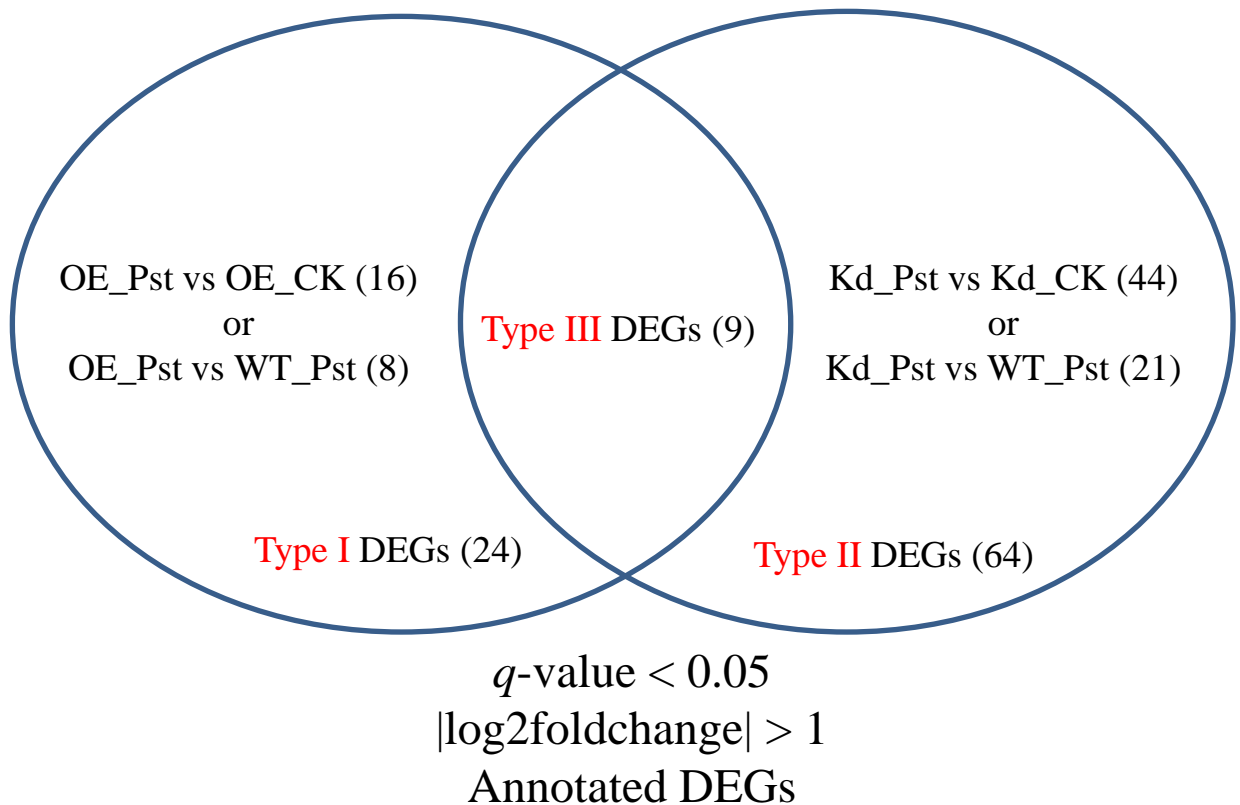 OE_Pst vs OE_CK (16)
or
OE_Pst vs WT_Pst (8)
Type I DEGs (24)
Type III DEGs (9)
Kd_Pst vs Kd_CK (44)
or
Kd_Pst vs WT_Pst (21)
Type II DEGs (64)
q-value < 0.05
|log2foldchange| > 1
Annotated DEGs